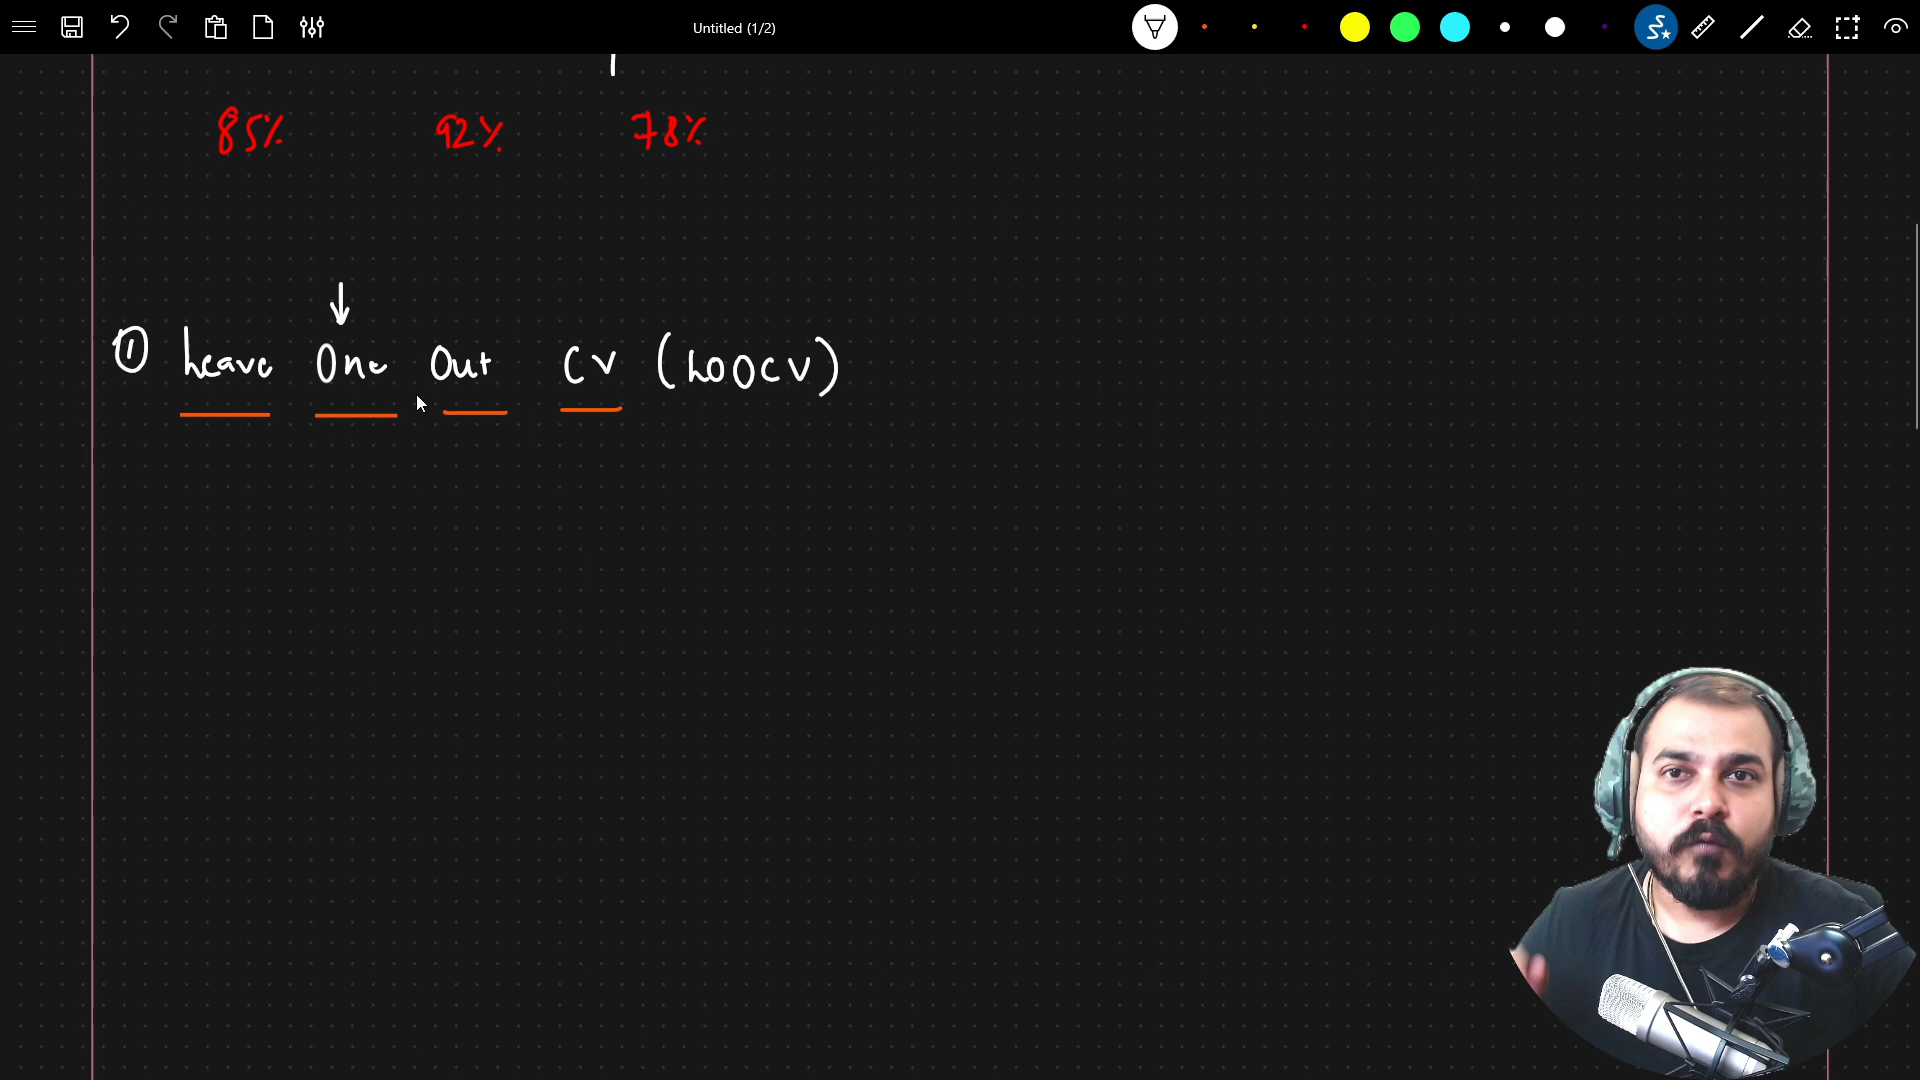 Untitled (1/2)
85% 92% 78%
① Leave One Out CV (LOOCV)